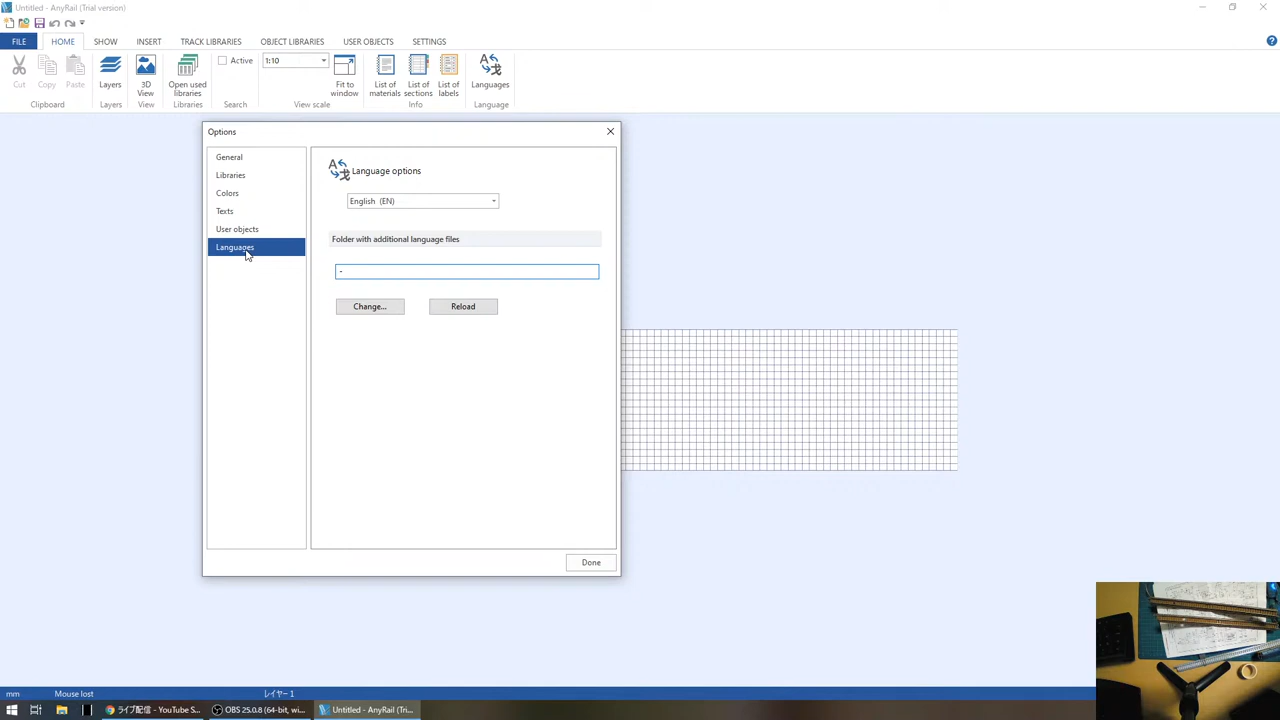 Untitled - AnyRail (Trial version)
FILE HOME SHOW INSERT TRACK LIBRARIES OBJECT LIBRARIES USER OBJECTS SETTINGS
Cut Copy Paste Layers 3D View Open used libraries Active 1:10 Fit to window List of materials List of sections List of labels Languages
Clipboard Layers View Libraries Search View scale Info Language
Options
General
Libraries
Colors
Texts
User objects
Languages
Language options
English (EN)
Folder with additional language files
-
Change...
Reload
Done
mm Mouse lost レイヤー 1
ライブ配信 - YouTube S... OBS 25.0.8 (64-bit, wi... Untitled - AnyRail (Tri...